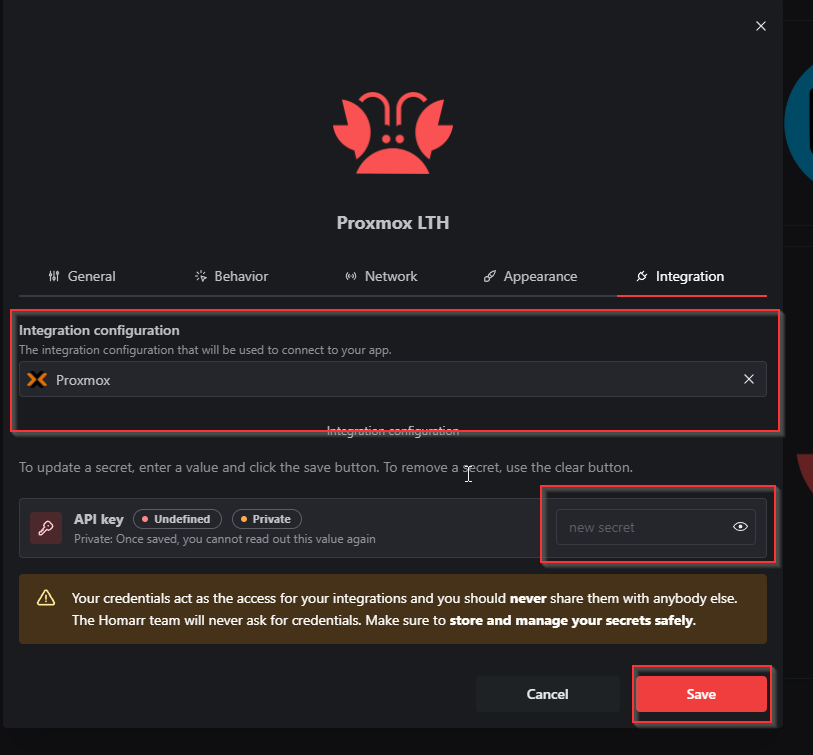 Proxmox LTH
General
Behavior
Network
Appearance
Integration
Integration configuration
The integration configuration that will be used to connect to your app.
Proxmox
Integration configuration
To update a secret, enter a value and click the save button. To remove a secret, use the clear button.
API key
Undefined
Private
Private: Once saved, you cannot read out this value again
new secret
Your credentials act as the access for your integrations and you should never share them with anybody else.
The Homarr team will never ask for credentials. Make sure to store and manage your secrets safely.
Cancel
Save